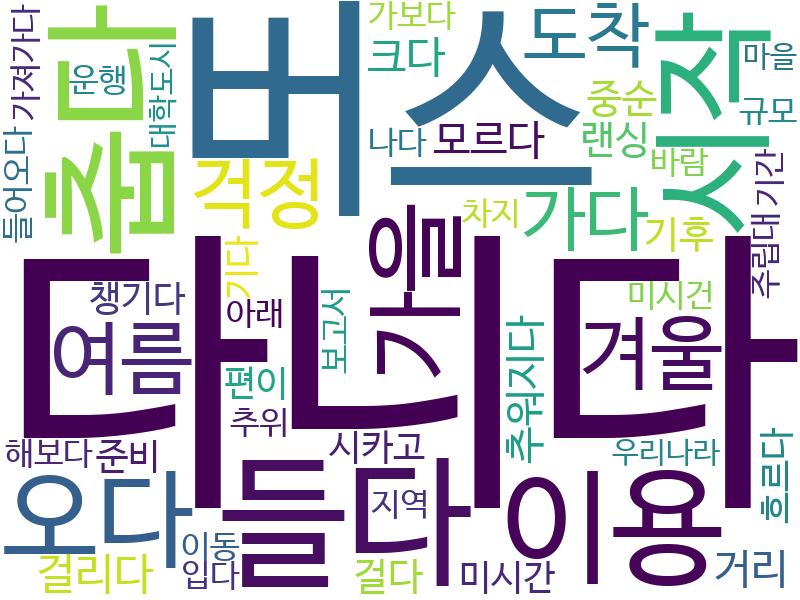 가져가다
운행
대학도시
춥다
버스
가보다
크다
도착
시작
마을
규모
중순
랜싱
바람
나다
모르다
들어오다
걱정
가을
차지
가다
기후
주립대
기간
기다
다니다
챙기다
아래
보고서
미시건
여름
겨울
편이
추워지다
추위
해보다
준비
시카고
우리나라
흐르다
오다
듣다
지역
이용
이동
입다
걸리다
걸다
미시간
거리